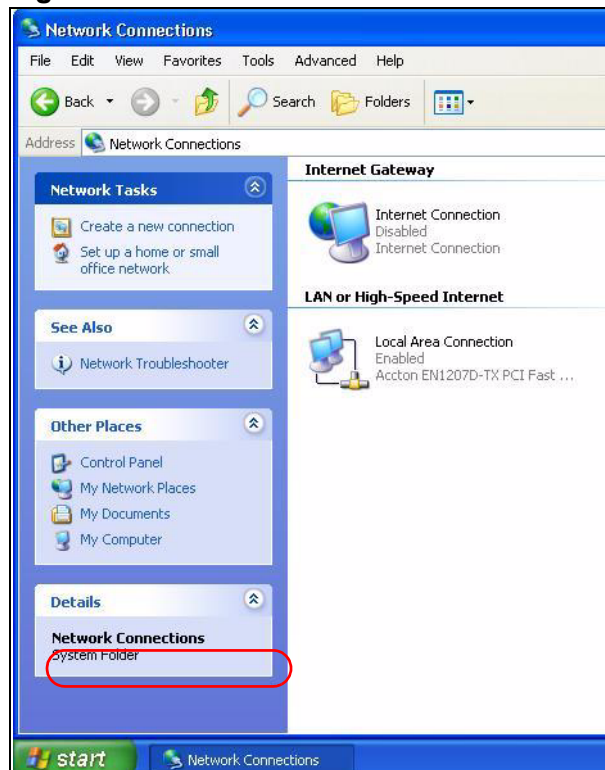 Network Connections
File Edit View Favorites Tools Advanced Help
Back Search Folders
Address Network Connections
Network Tasks
Create a new connection
Set up a home or small
office network
See Also
Network Troubleshooter
Other Places
Control Panel
My Network Places
My Documents
My Computer
Details
Network Connections
System Folder
Internet Gateway
Internet Connection
Disabled
Internet Connection
LAN or High-Speed Internet
Local Area Connection
Enabled
Accton EN1207D-TX PCI Fast ...
start Network Connections